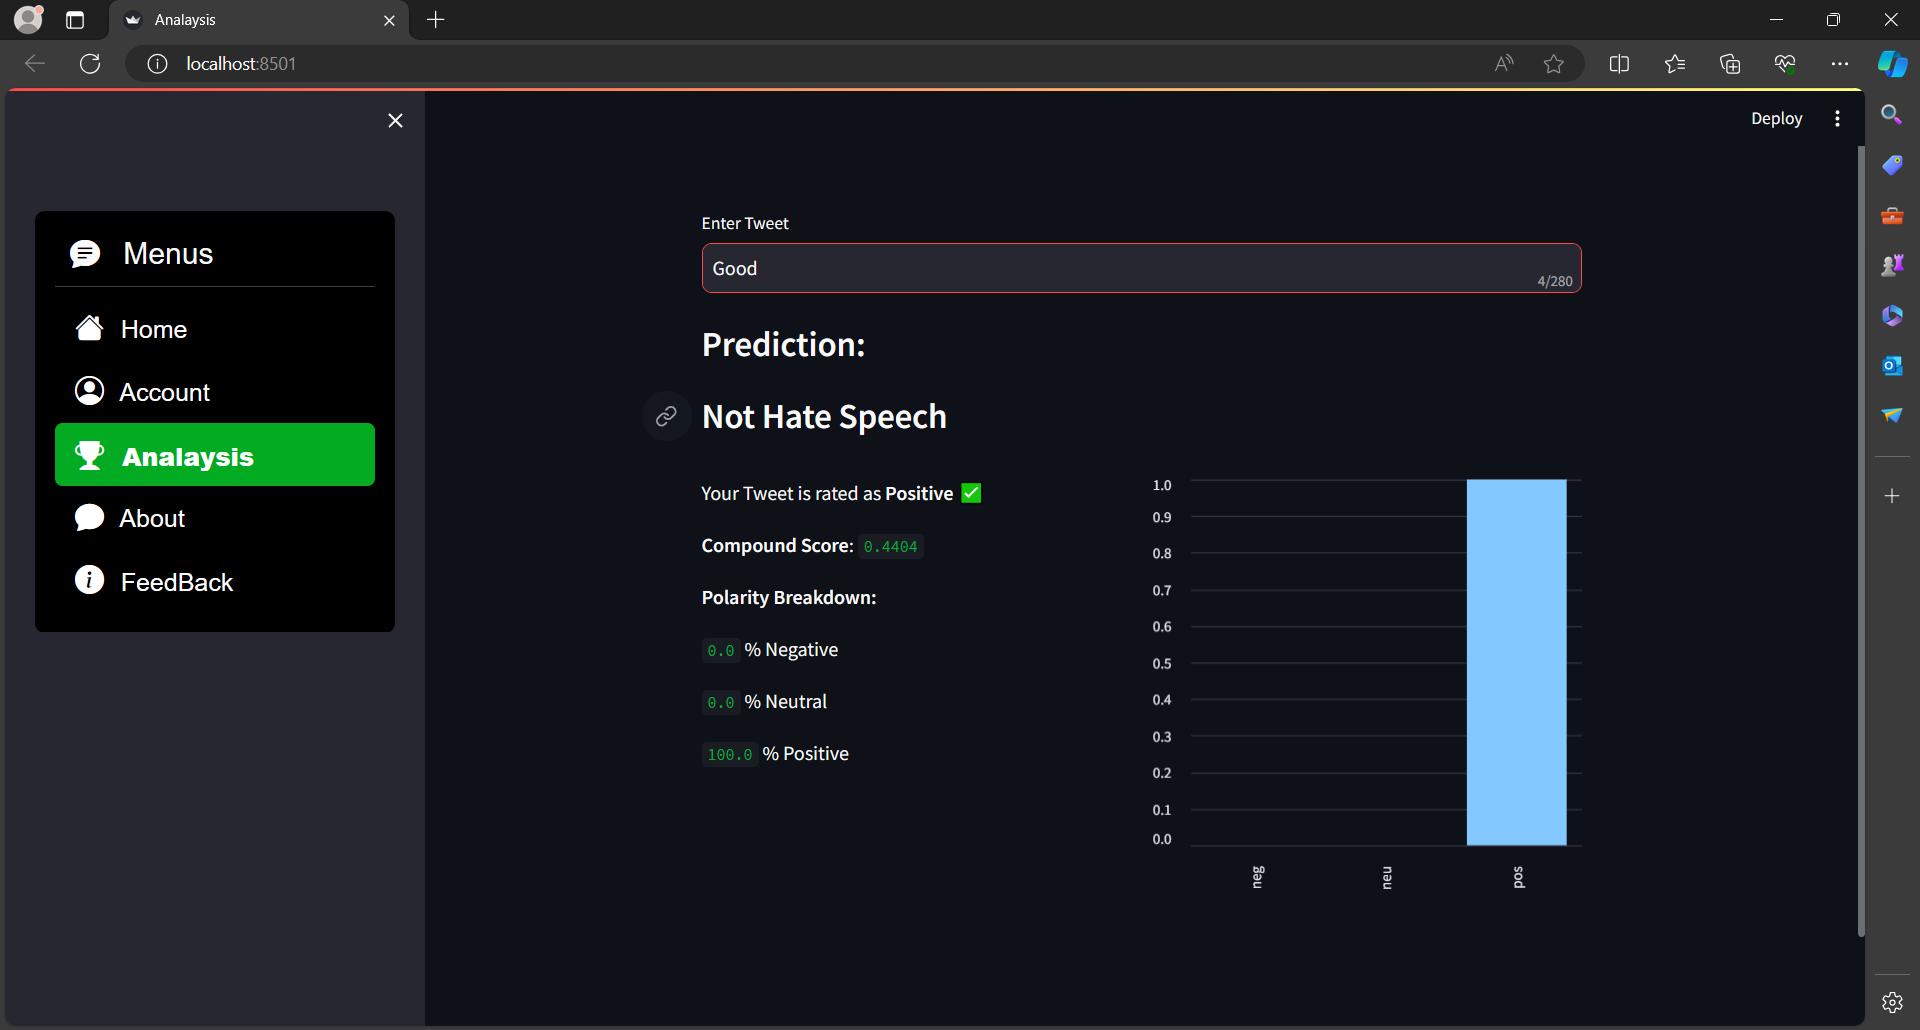 Analaysis
localhost:8501
Deploy
Menus
Home
Account
Analaysis
About
FeedBack
Enter Tweet
Good
4/280
Prediction:
Not Hate Speech
Your Tweet is rated as Positive ✅
Compound Score: 0.4404
Polarity Breakdown:
0.0 % Negative
0.0 % Neutral
100.0 % Positive
1.0
0.9
0.8
0.7
0.6
0.5
0.4
0.3
0.2
0.1
0.0
neg
neu
pos